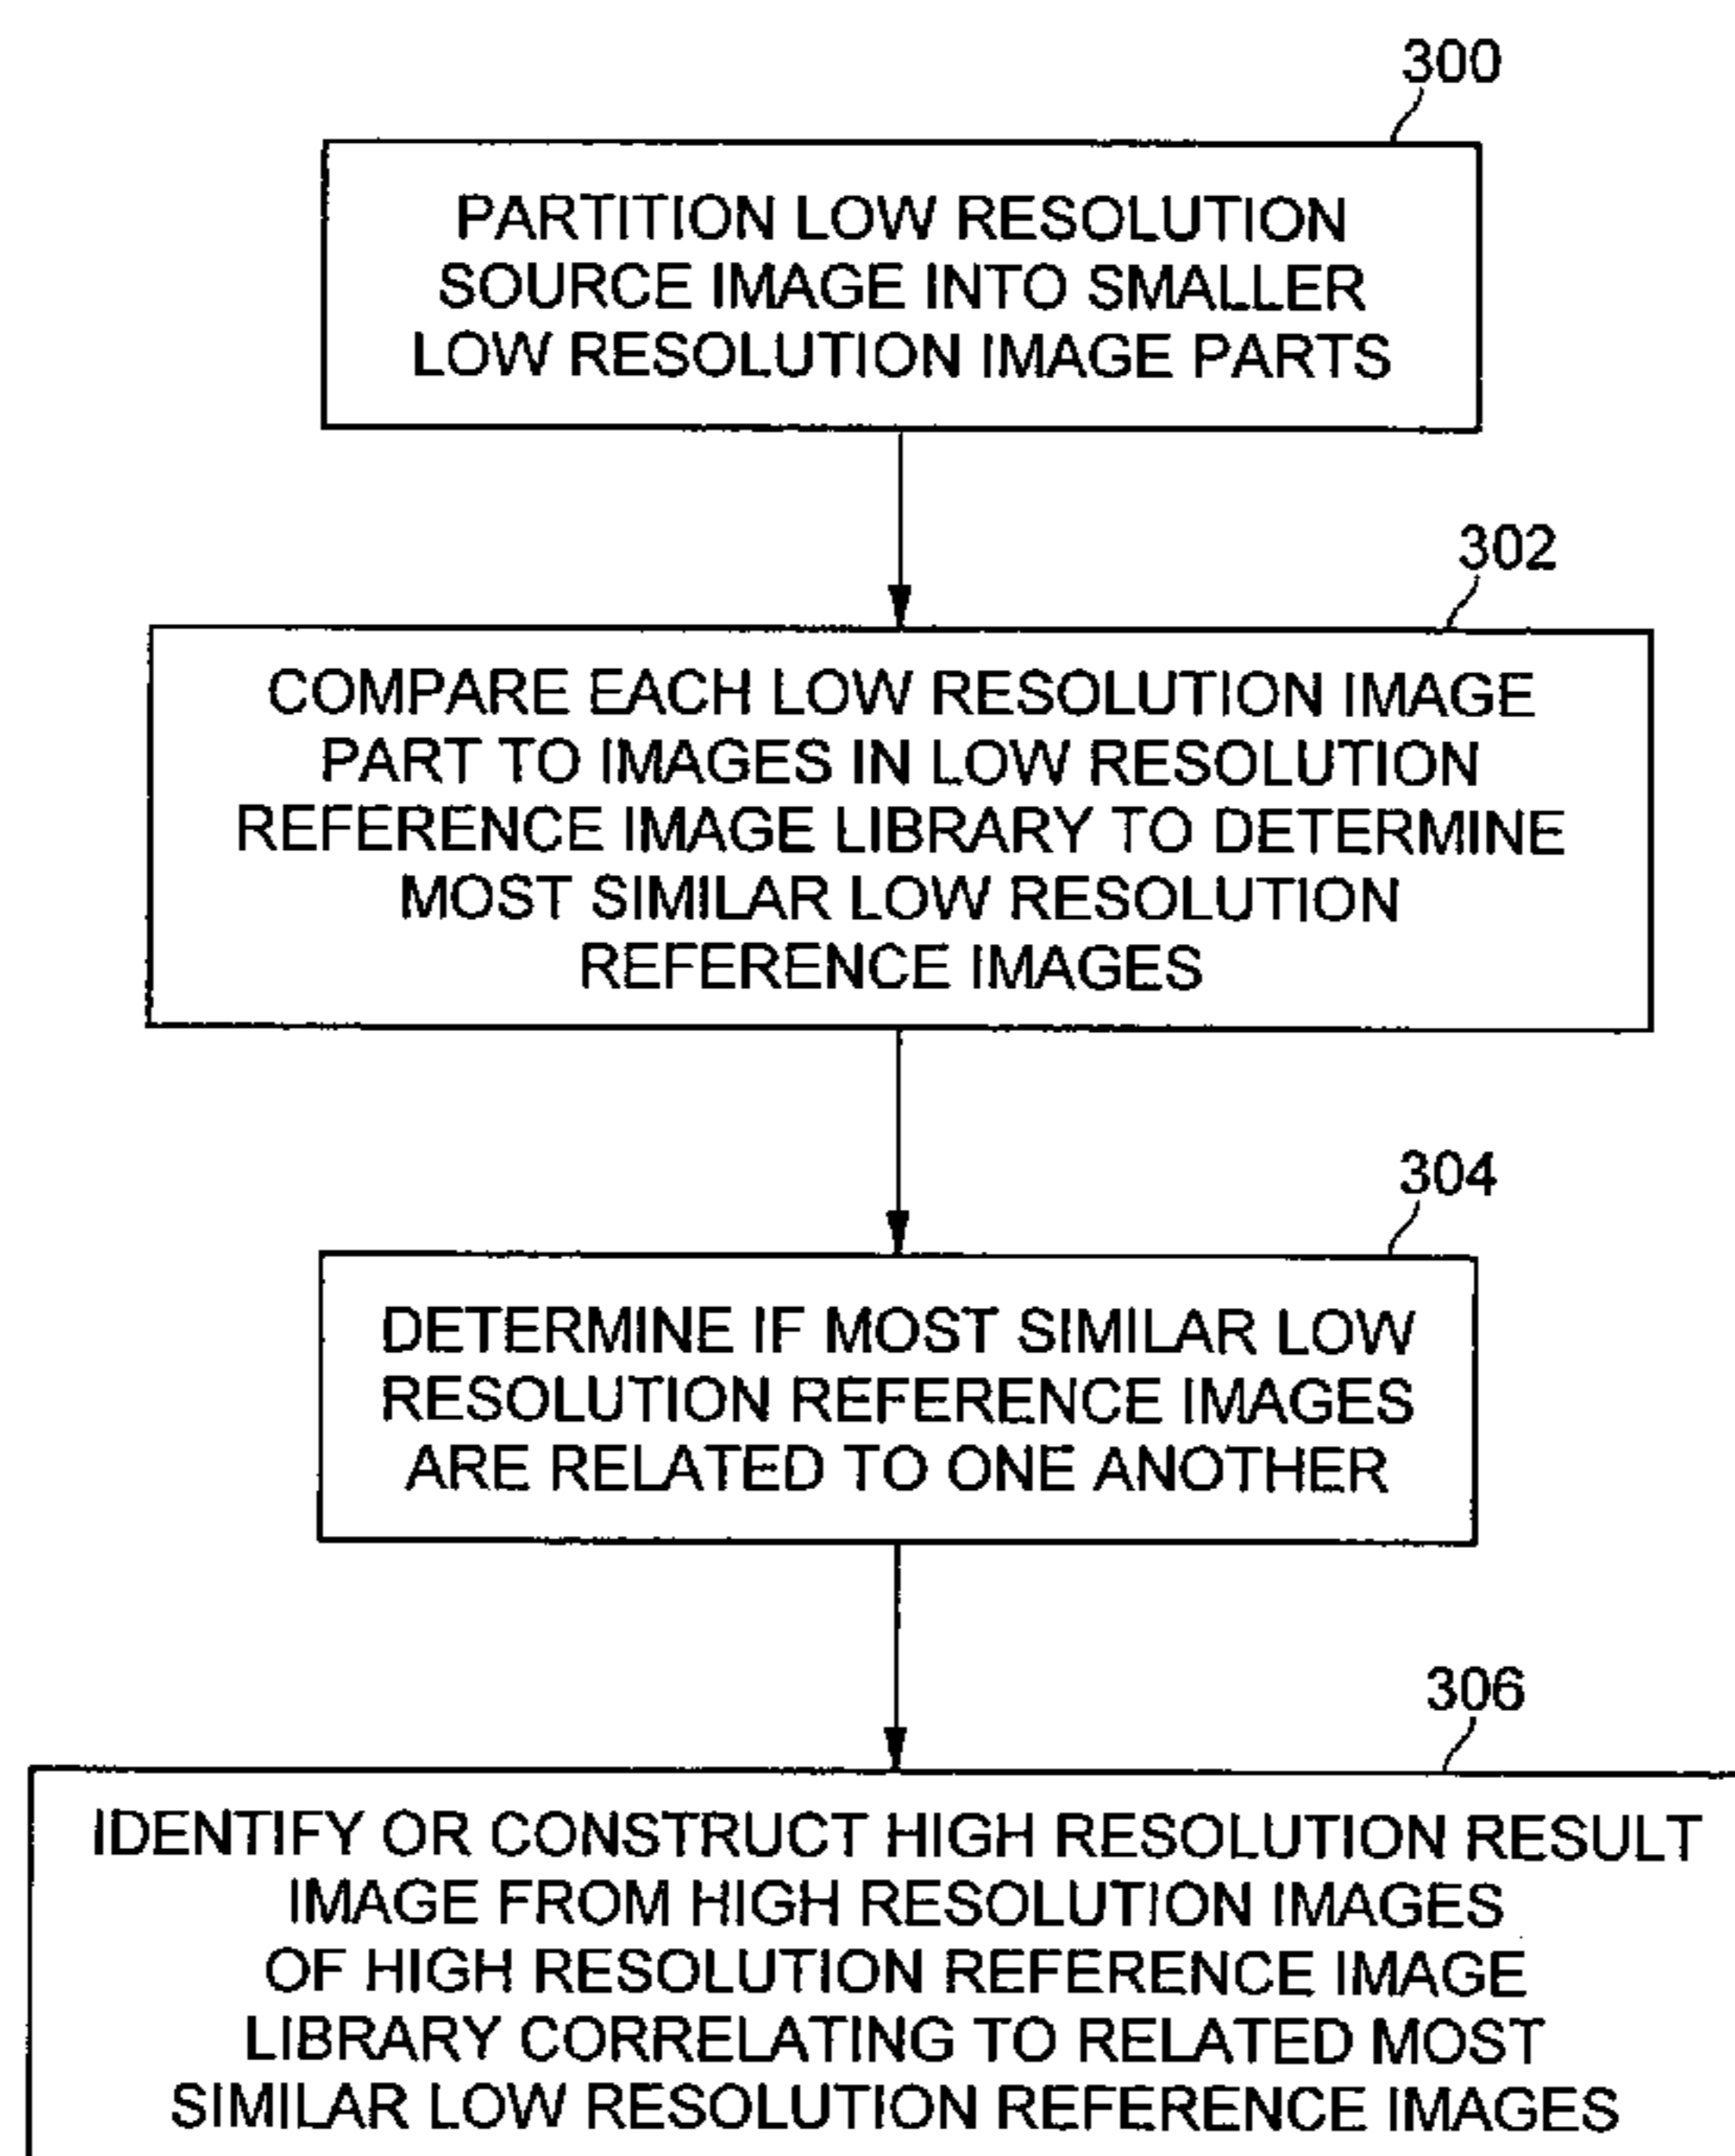 300
PARTITION LOW RESOLUTION
SOURCE IMAGE INTO SMALLER
LOW RESOLUTION IMAGE PARTS
302
COMPARE EACH LOW RESOLUTION IMAGE
PART TO IMAGES IN LOW RESOLUTION
REFERENCE IMAGE LIBRARY TO DETERMINE
MOST SIMILAR LOW RESOLUTION
REFERENCE IMAGES
304
DETERMINE IF MOST SIMILAR LOW
RESOLUTION REFERENCE IMAGES
ARE RELATED TO ONE ANOTHER
306
IDENTIFY OR CONSTRUCT HIGH RESOLUTION RESULT
IMAGE FROM HIGH RESOLUTION IMAGES
OF HIGH RESOLUTION REFERENCE IMAGE
LIBRARY CORRELATING TO RELATED MOST
SIMILAR LOW RESOLUTION REFERENCE IMAGES